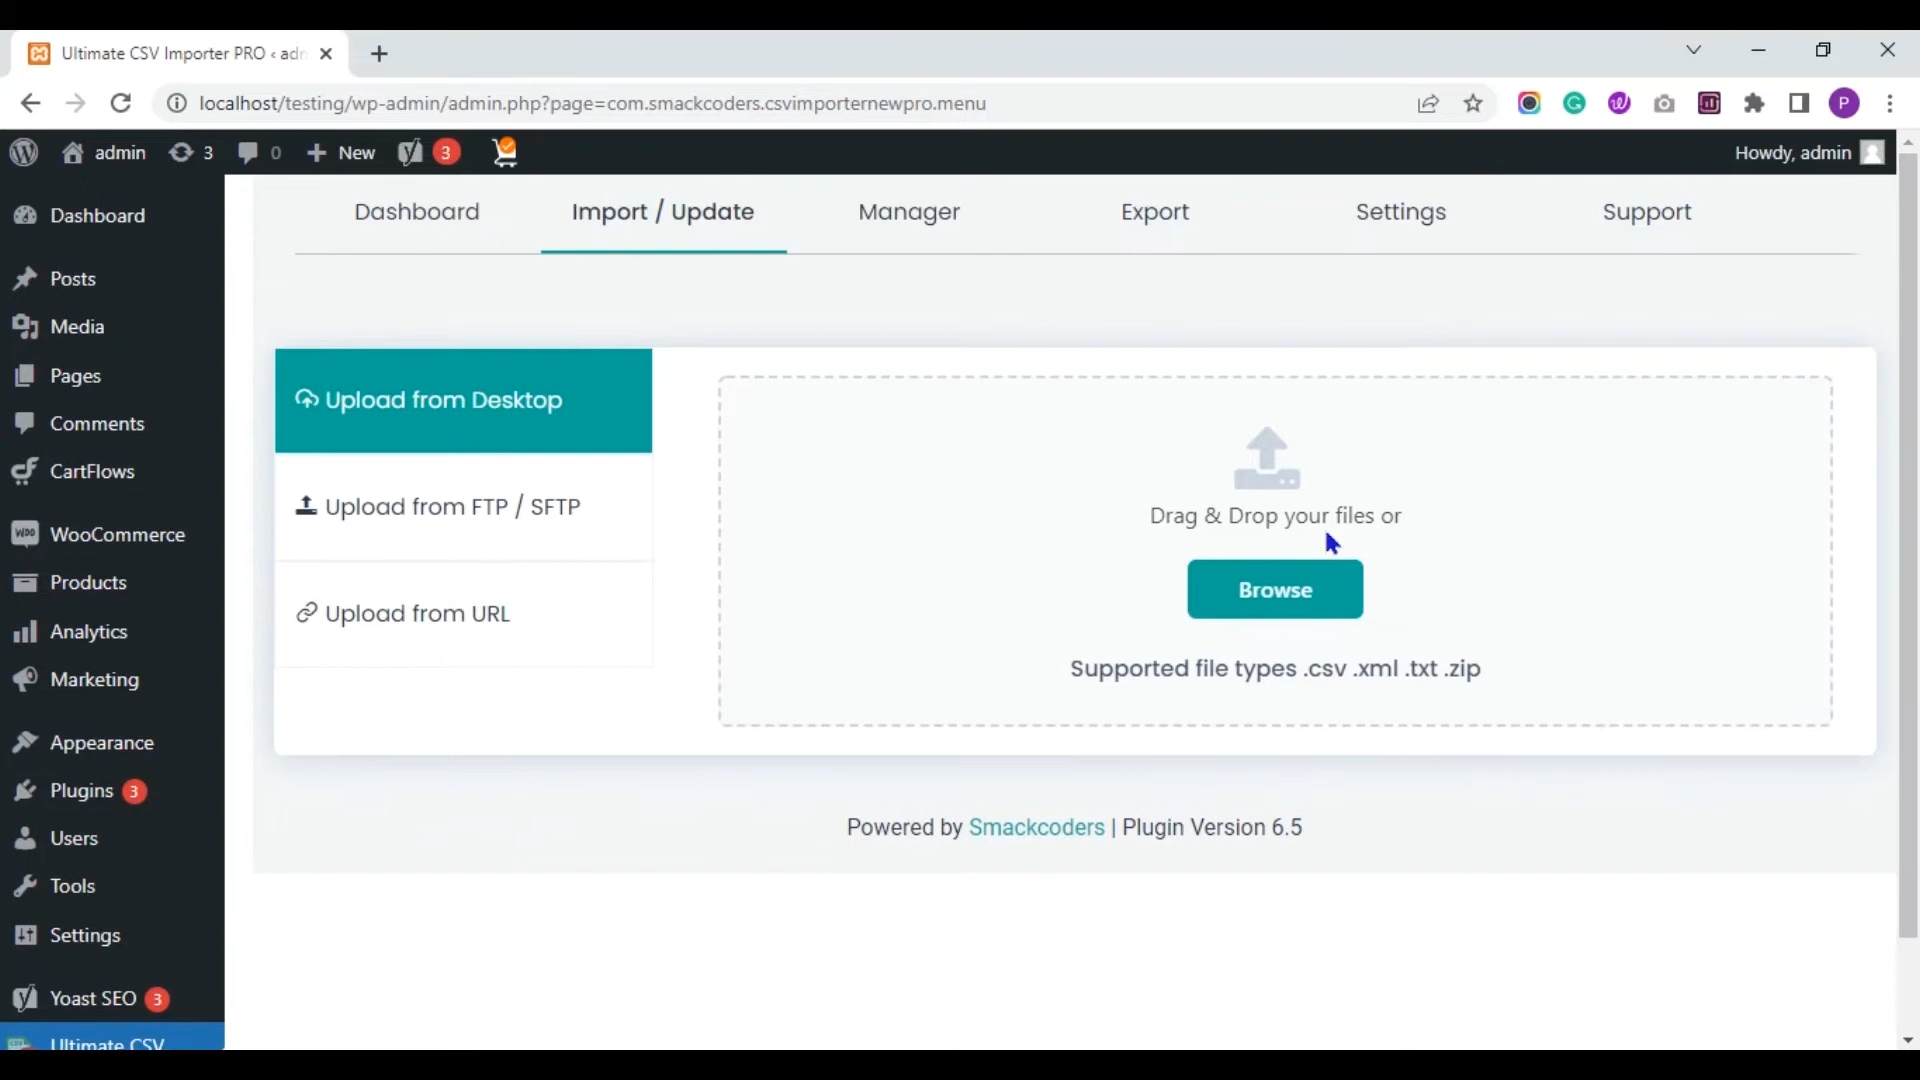 Ultimate CSV Importer PRO ‹ adn
localhost/testing/wp-admin/admin.php?page=com.smackcoders.csvimporternewpro.menu
P
admin 3 0 New 3
Howdy, admin
Dashboard
Posts
Media
Pages
Comments
CartFlows
WooCommerce
Products
Analytics
Marketing
Appearance
Plugins 3
Users
Tools
Settings
Yoast SEO 3
Ultimate CSV
Dashboard Import / Update Manager Export Settings Support
Upload from Desktop
Upload from FTP / SFTP
Upload from URL
Drag & Drop your files or
Browse
Supported file types .csv .xml .txt .zip
Powered by Smackcoders | Plugin Version 6.5